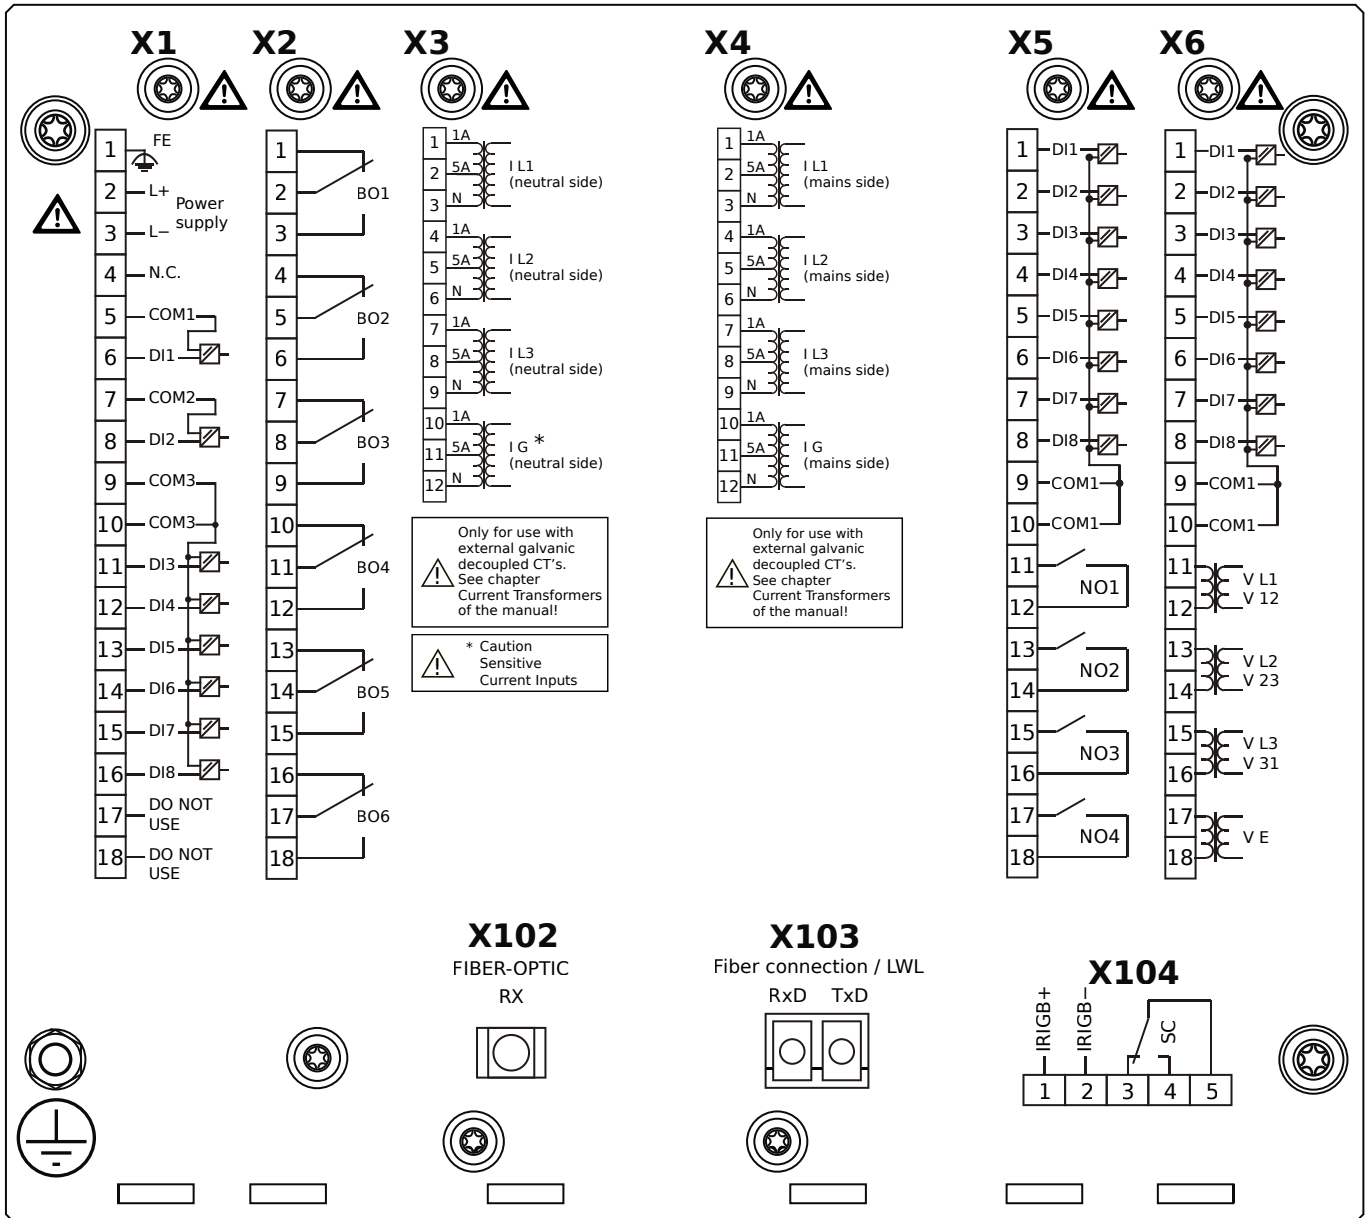 X1
X2
X3
X4
X5
X6
1 FE
2 L+
Power
supply
3 L−
4 N.C.
5 COM1
6 DI1
7 COM2
8 DI2
9 COM3
10 COM3
11 DI3
12 DI4
13 DI5
14 DI6
15 DI7
16 DI8
17 DO NOT
USE
18 DO NOT
USE
1
2 BO1
3
4
5 BO2
6
7
8 BO3
9
10
11 BO4
12
13
14 BO5
15
16
17 BO6
18
1 1A
2 5A I L1
(neutral side)
3 N
4 1A
5 5A I L2
(neutral side)
6 N
7 1A
8 5A I L3
(neutral side)
9 N
10 1A
11 5A I G *
(neutral side)
12 N
Only for use with
external galvanic
decoupled CT's.
See chapter
Current Transformers
of the manual!
* Caution
Sensitive
Current Inputs
1 1A
2 5A I L1
(mains side)
3 N
4 1A
5 5A I L2
(mains side)
6 N
7 1A
8 5A I L3
(mains side)
9 N
10 1A
11 5A I G
(mains side)
12 N
Only for use with
external galvanic
decoupled CT's.
See chapter
Current Transformers
of the manual!
1 DI1
2 DI2
3 DI3
4 DI4
5 DI5
6 DI6
7 DI7
8 DI8
9 COM1
10 COM1
11
NO1
12
13
NO2
14
15
NO3
16
17
NO4
18
1 DI1
2 DI2
3 DI3
4 DI4
5 DI5
6 DI6
7 DI7
8 DI8
9 COM1
10 COM1
11 V L1
12 V 12
13 V L2
14 V 23
15 V L3
16 V 31
17
V E
18
X102
FIBER-OPTIC
RX
X103
Fiber connection / LWL
RxD TxD
X104
IRIGB+
IRIGB−
SC
1 2 3 4 5